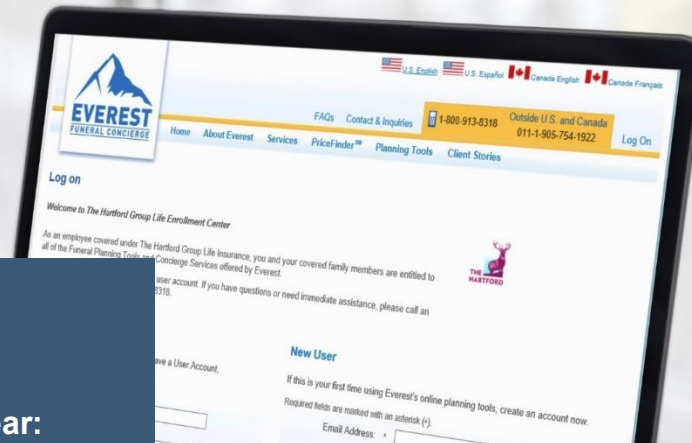 U.S. English U.S. Español Canada English Canada Français
EVEREST
FUNERAL CONCIERGE
FAQs Contact & Inquiries 1-800-913-8318 Outside U.S. and Canada
011-1-905-754-1922 Log On
Home About Everest Services PriceFinder℠ Planning Tools Client Stories
Log on
Welcome to The Hartford Group Life Enrollment Center
As an employee covered under The Hartford Group Life Insurance, you and your covered family members are entitled to
all of the Funeral Planning Tools and Concierge Services offered by Everest.
user account. If you have questions or need immediate assistance, please call an
8318.
THE
HARTFORD
ave a User Account,
New User
If this is your first time using Everest's online planning tools, create an account now.
Required fields are marked with an asterisk (*).
Email Address: *
ear: